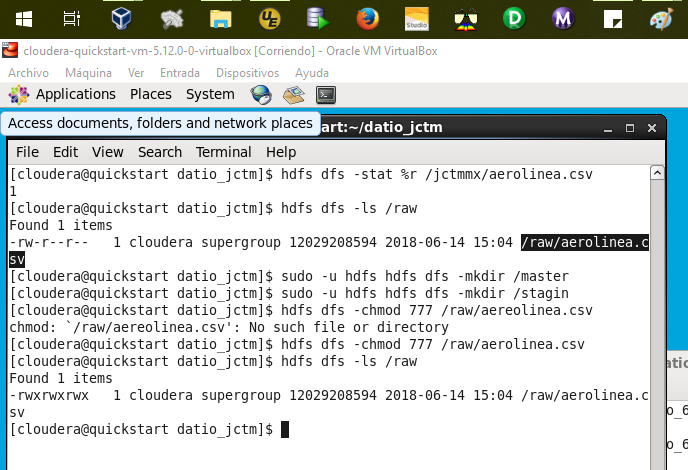 cloudera-quickstart-vm-5.12.0-0-virtualbox [Corriendo] - Oracle VM VirtualBox
Archivo Máquina Ver Entrada Dispositivos Ayuda
Applications Places System
Access documents, folders and network places
art:~/datio_jctm
File Edit View Search Terminal Help
[cloudera@quickstart datio_jctm]$ hdfs dfs -stat %r /jctmmx/aerolinea.csv
1
[cloudera@quickstart datio_jctm]$ hdfs dfs -ls /raw
Found 1 items
-rw-r--r-- 1 cloudera supergroup 12029208594 2018-06-14 15:04 /raw/aerolinea.c
sv
[cloudera@quickstart datio_jctm]$ sudo -u hdfs hdfs dfs -mkdir /master
[cloudera@quickstart datio_jctm]$ sudo -u hdfs hdfs dfs -mkdir /stagin
[cloudera@quickstart datio_jctm]$ hdfs dfs -chmod 777 /raw/aereolinea.csv
chmod: `/raw/aereolinea.csv': No such file or directory
[cloudera@quickstart datio_jctm]$ hdfs dfs -chmod 777 /raw/aerolinea.csv
[cloudera@quickstart datio_jctm]$ hdfs dfs -ls /raw
Found 1 items
-rwxrwxrwx 1 cloudera supergroup 12029208594 2018-06-14 15:04 /raw/aerolinea.c
sv
[cloudera@quickstart datio_jctm]$